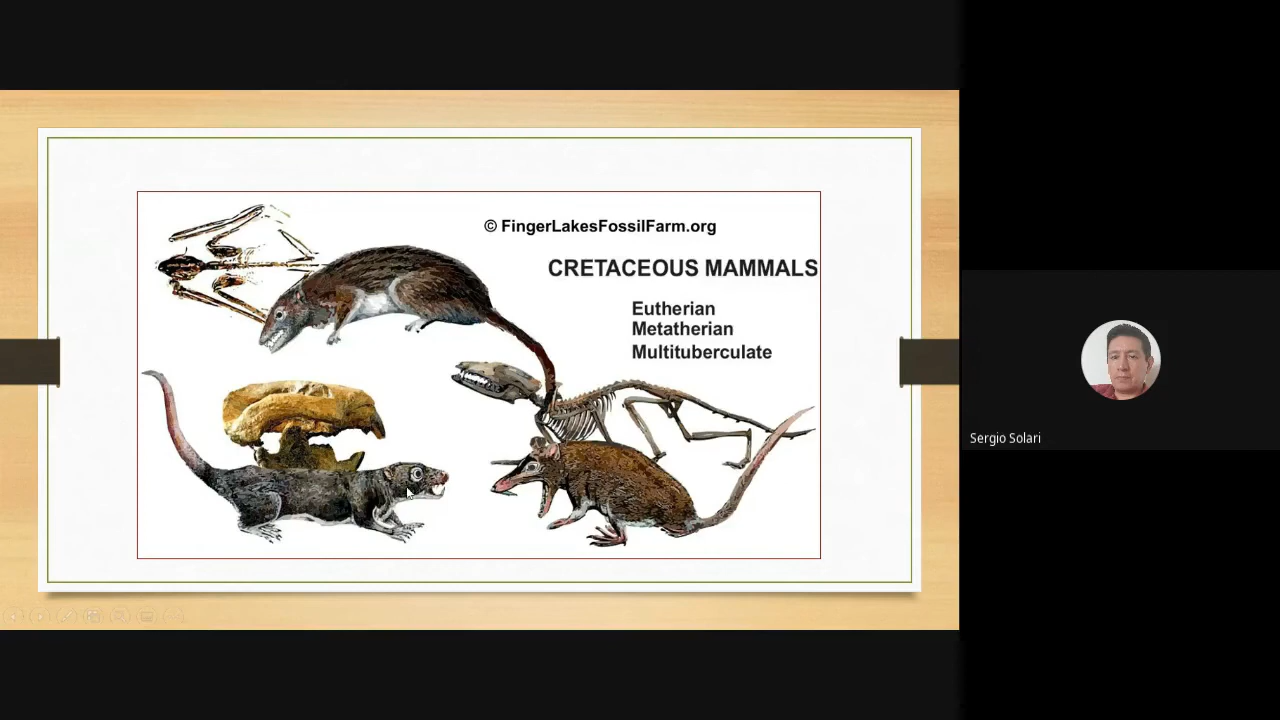 © FingerLakesFossilFarm.org
CRETACEOUS MAMMALS
Eutherian
Metatherian
Multituberculate
Sergio Solari